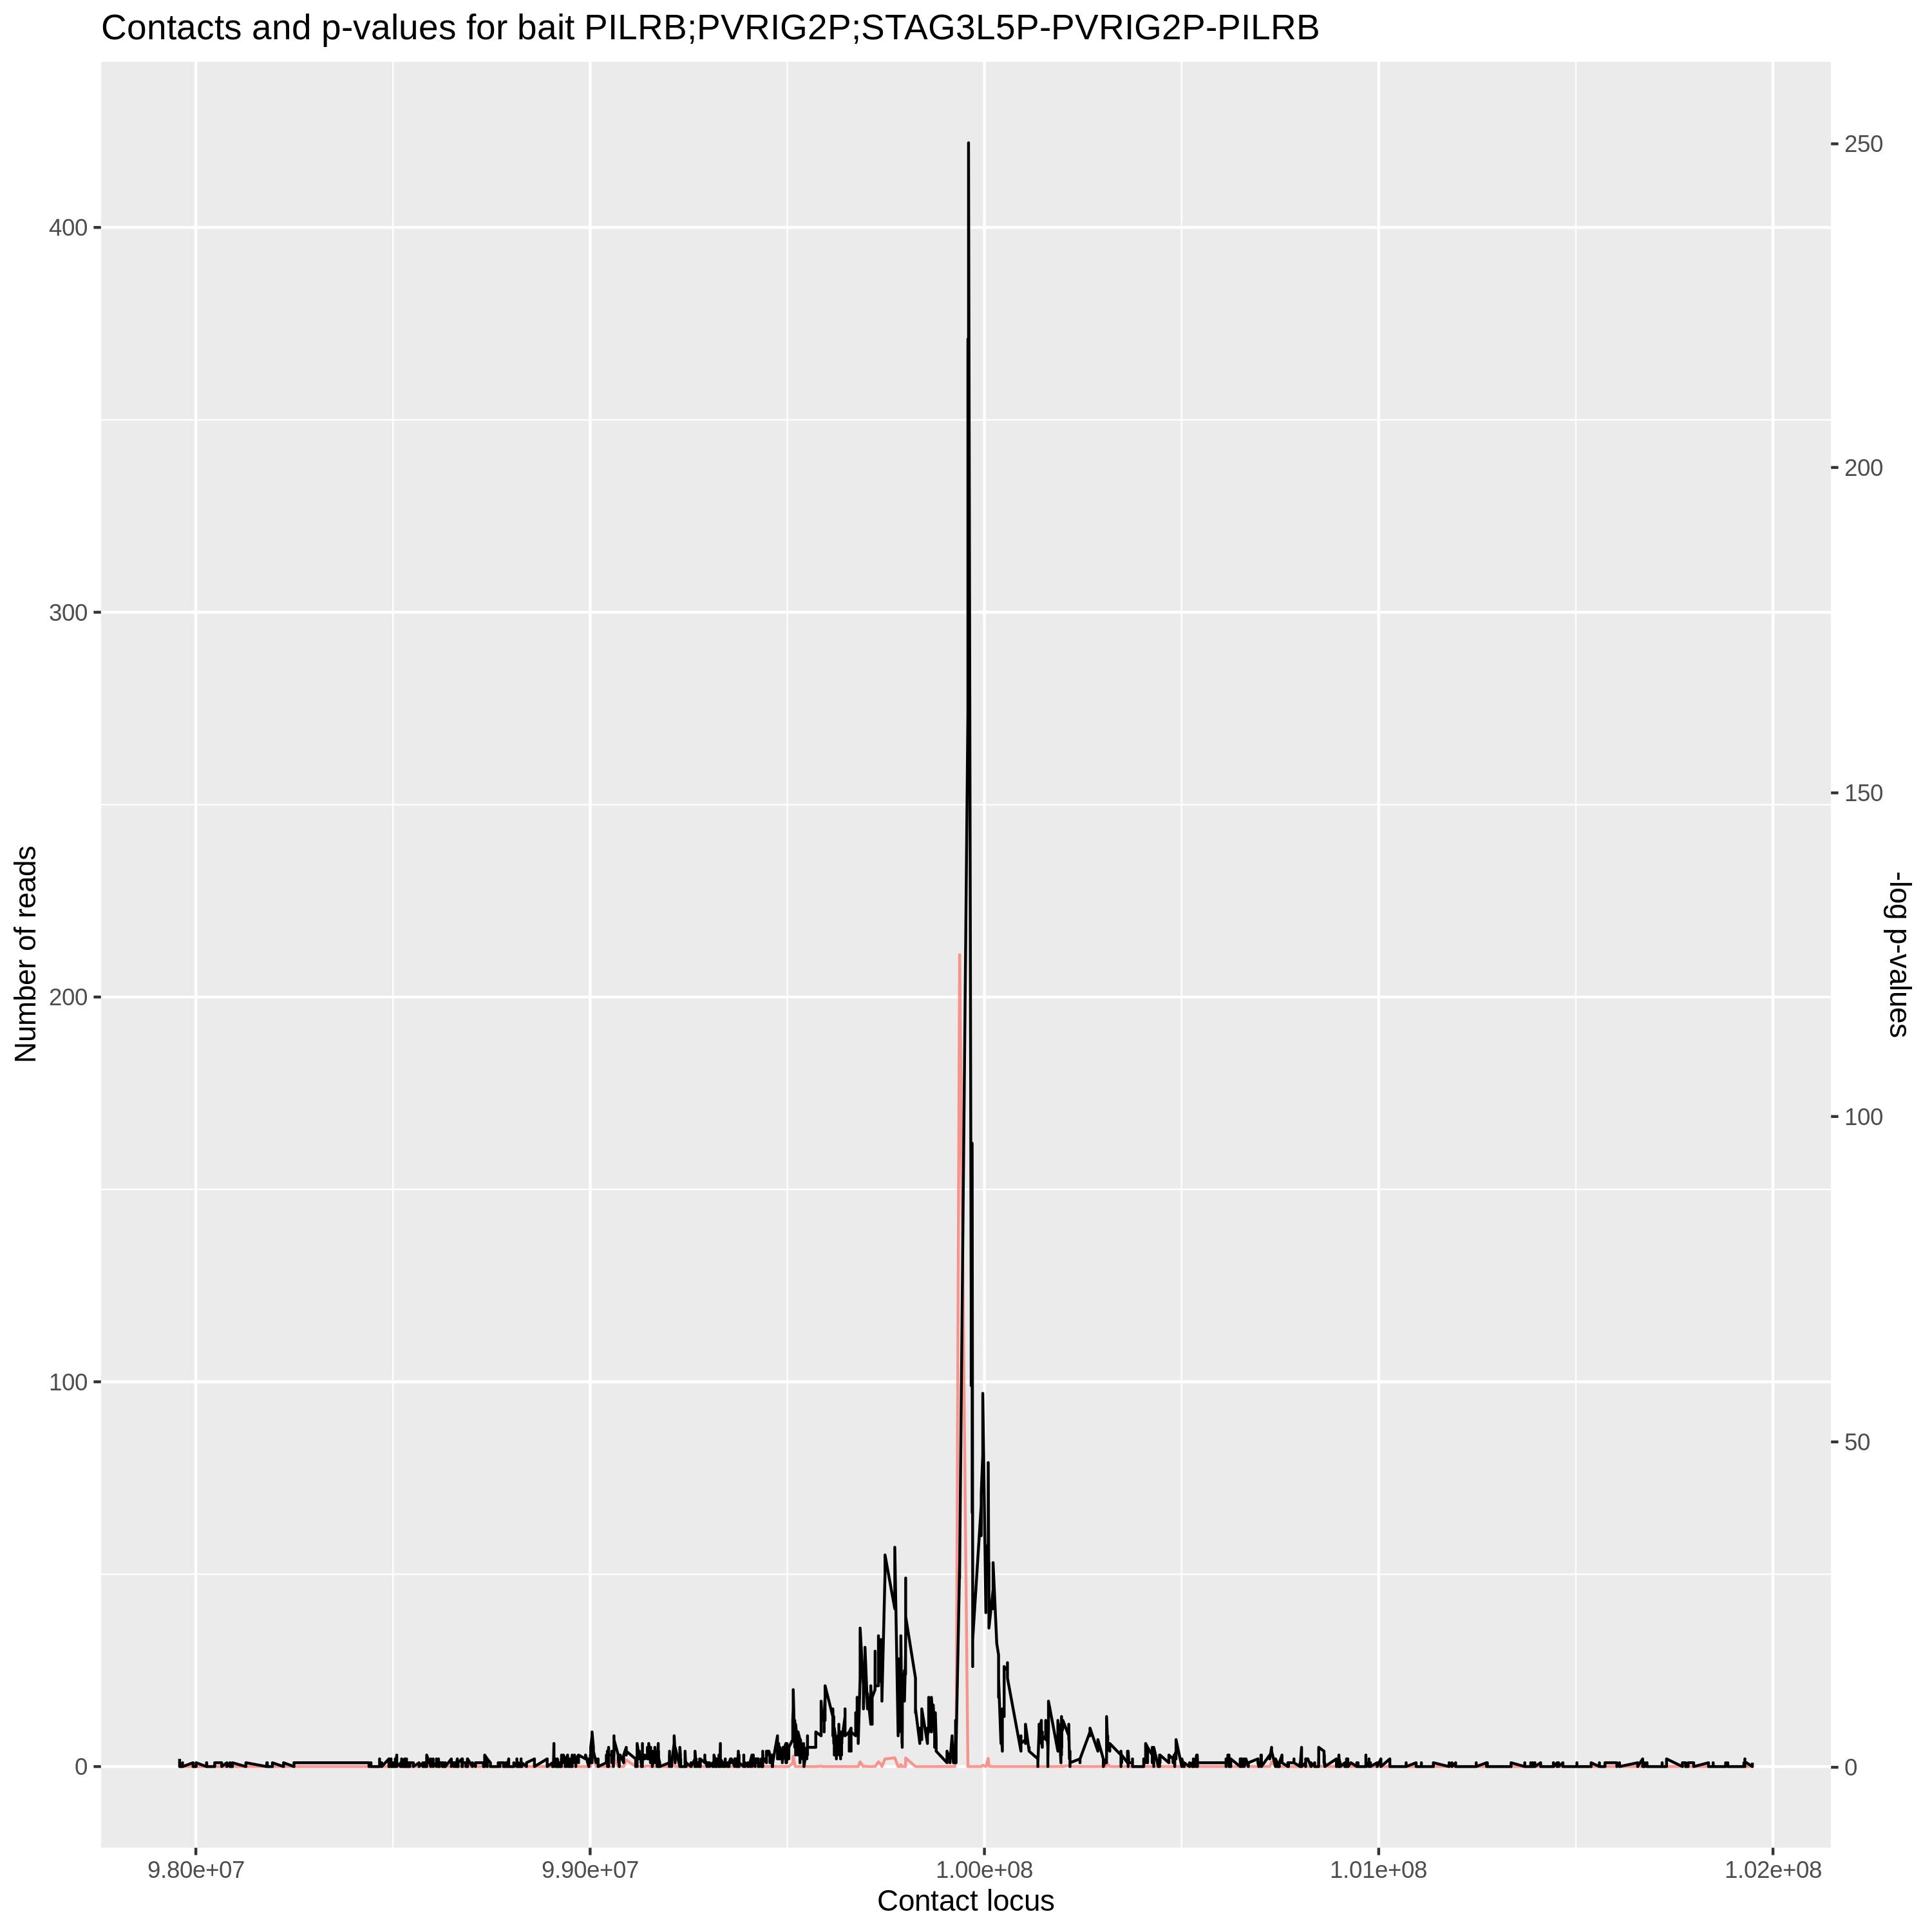 Contacts and p-values for bait PILRB;PVRIG2P;STAG3L5P-PVRIG2P-PILRB
400
300
200
100
0
Number of reads
250
200
150
100
50
0
-log p-values
9.80e+07
9.90e+07
1.00e+08
1.01e+08
1.02e+08
Contact locus